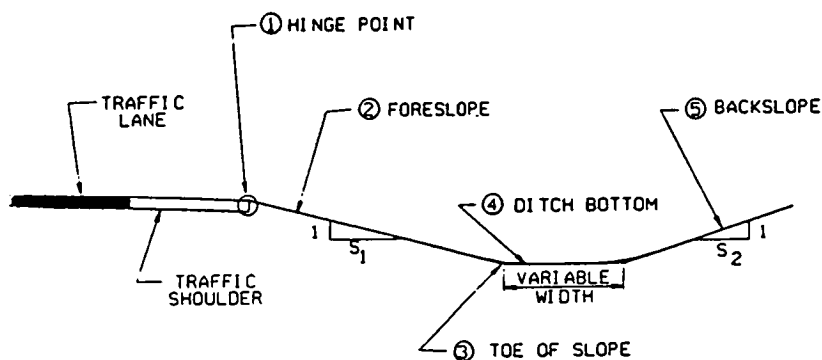 ① HINGE POINT
TRAFFIC
LANE
② FORESLOPE
⑤ BACKSLOPE
④ DITCH BOTTOM
1
S1
1
S2
VARIABLE
WIDTH
TRAFFIC
SHOULDER
③ TOE OF SLOPE